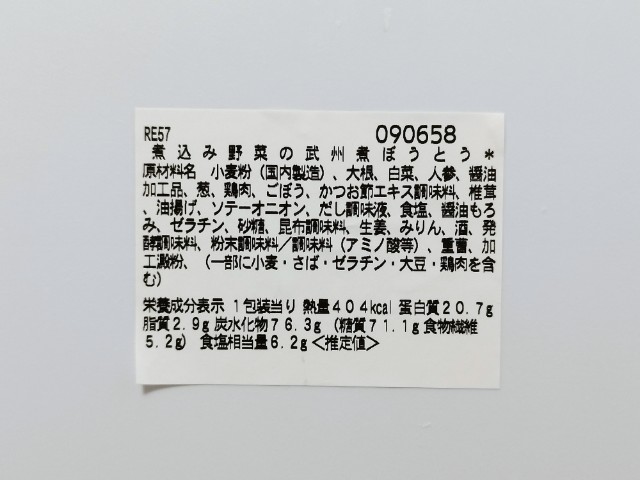 RE57 090658
煮込み野菜の武州煮ぼうとう*
原材料名 小麦粉(国内製造)、大根、白菜、人参、醤油
加工品、葱、鶏肉、ごぼう、かつお節エキス調味料、椎茸
、油揚げ、ソテーオニオン、だし調味液、食塩、醤油もろ
み、ゼラチン、砂糖、昆布調味料、生姜、みりん、酒、発
酵調味料、粉末調味料/調味料(アミノ酸等)、重曹、加
工澱粉、(一部に小麦・さば・ゼラチン・大豆・鶏肉を含
む)
栄養成分表示 1包装当り 熱量404kcal 蛋白質20.7g
脂質2.9g 炭水化物76.3g (糖質71.1g 食物繊維
5.2g) 食塩相当量6.2g<推定値>